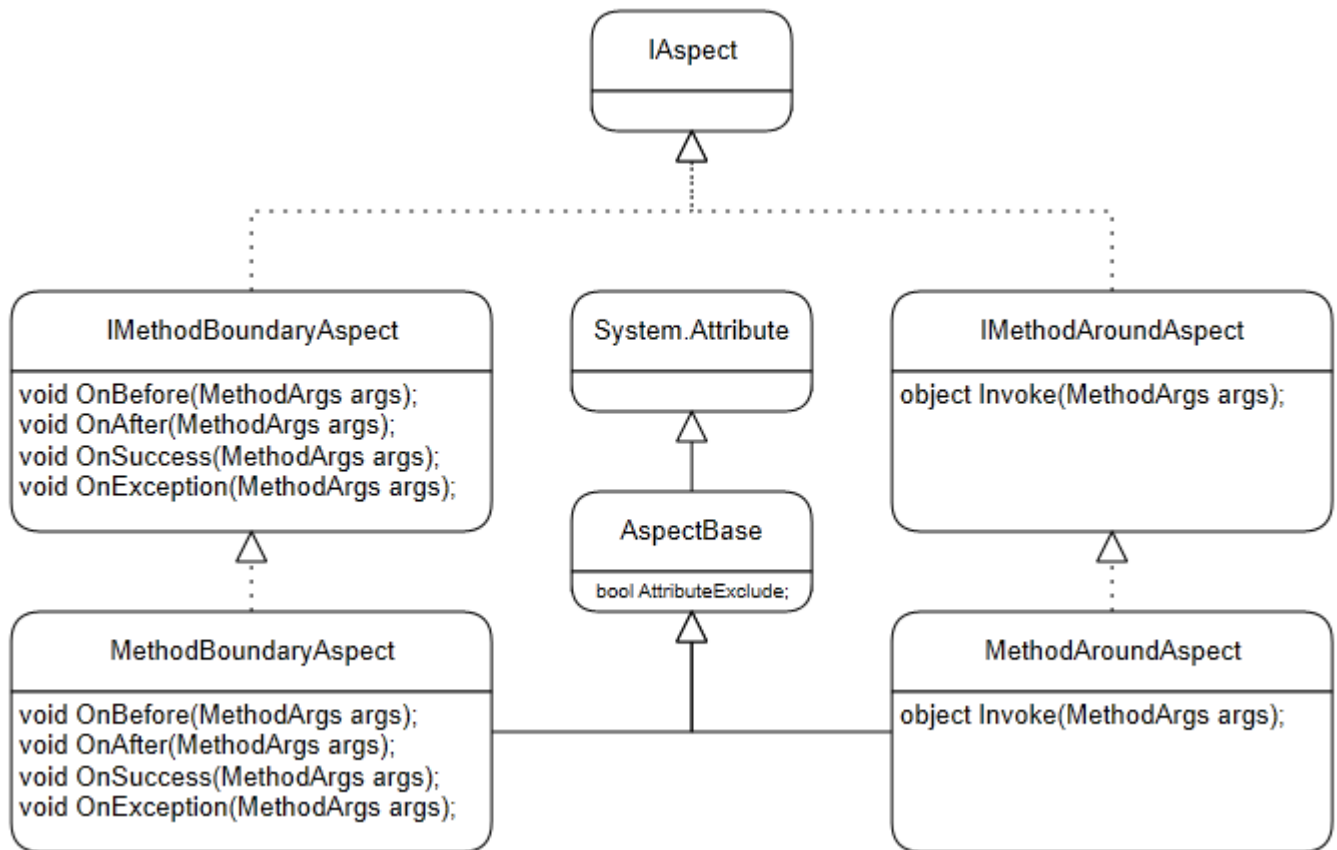 IAspect
IMethodBoundaryAspect
void OnBefore(MethodArgs args);
void OnAfter(MethodArgs args);
void OnSuccess(MethodArgs args);
void OnException(MethodArgs args);
System.Attribute
IMethodAroundAspect
object Invoke(MethodArgs args);
AspectBase
bool AttributeExclude;
MethodBoundaryAspect
void OnBefore(MethodArgs args);
void OnAfter(MethodArgs args);
void OnSuccess(MethodArgs args);
void OnException(MethodArgs args);
MethodAroundAspect
object Invoke(MethodArgs args);